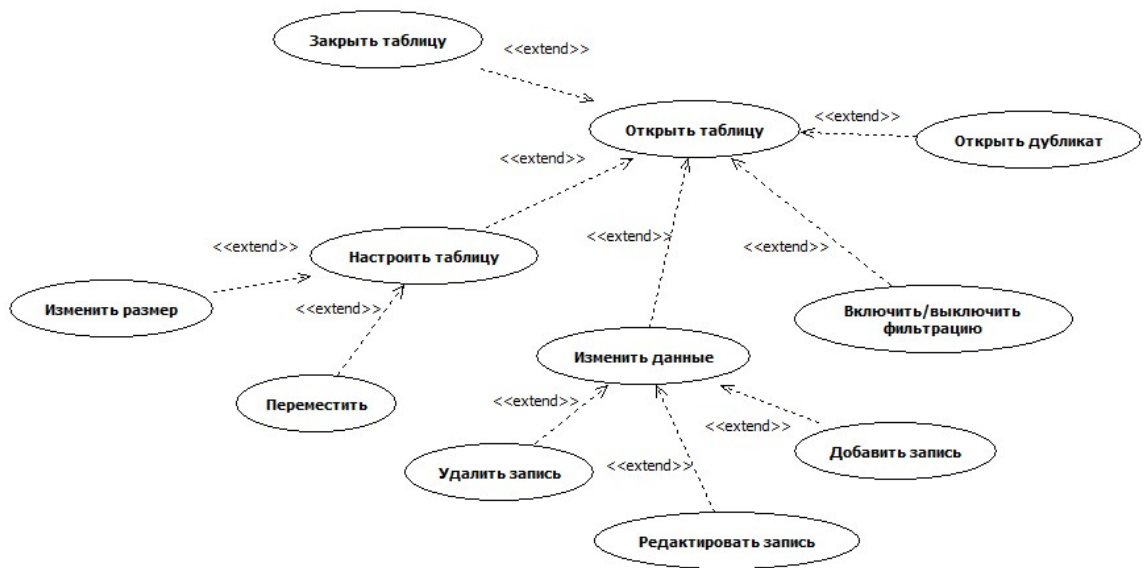 Закрыть таблицу
<<extend>>
Открыть таблицу
<<extend>>
Открыть дубликат
<<extend>>
<<extend>>
Настроить таблицу
<<extend>>
<<extend>>
Изменить размер
<<extend>>
Включить/выключить
фильтрацию
Изменить данные
Переместить
<<extend>>
<<extend>>
Добавить запись
Удалить запись
<<extend>>
Редактировать запись